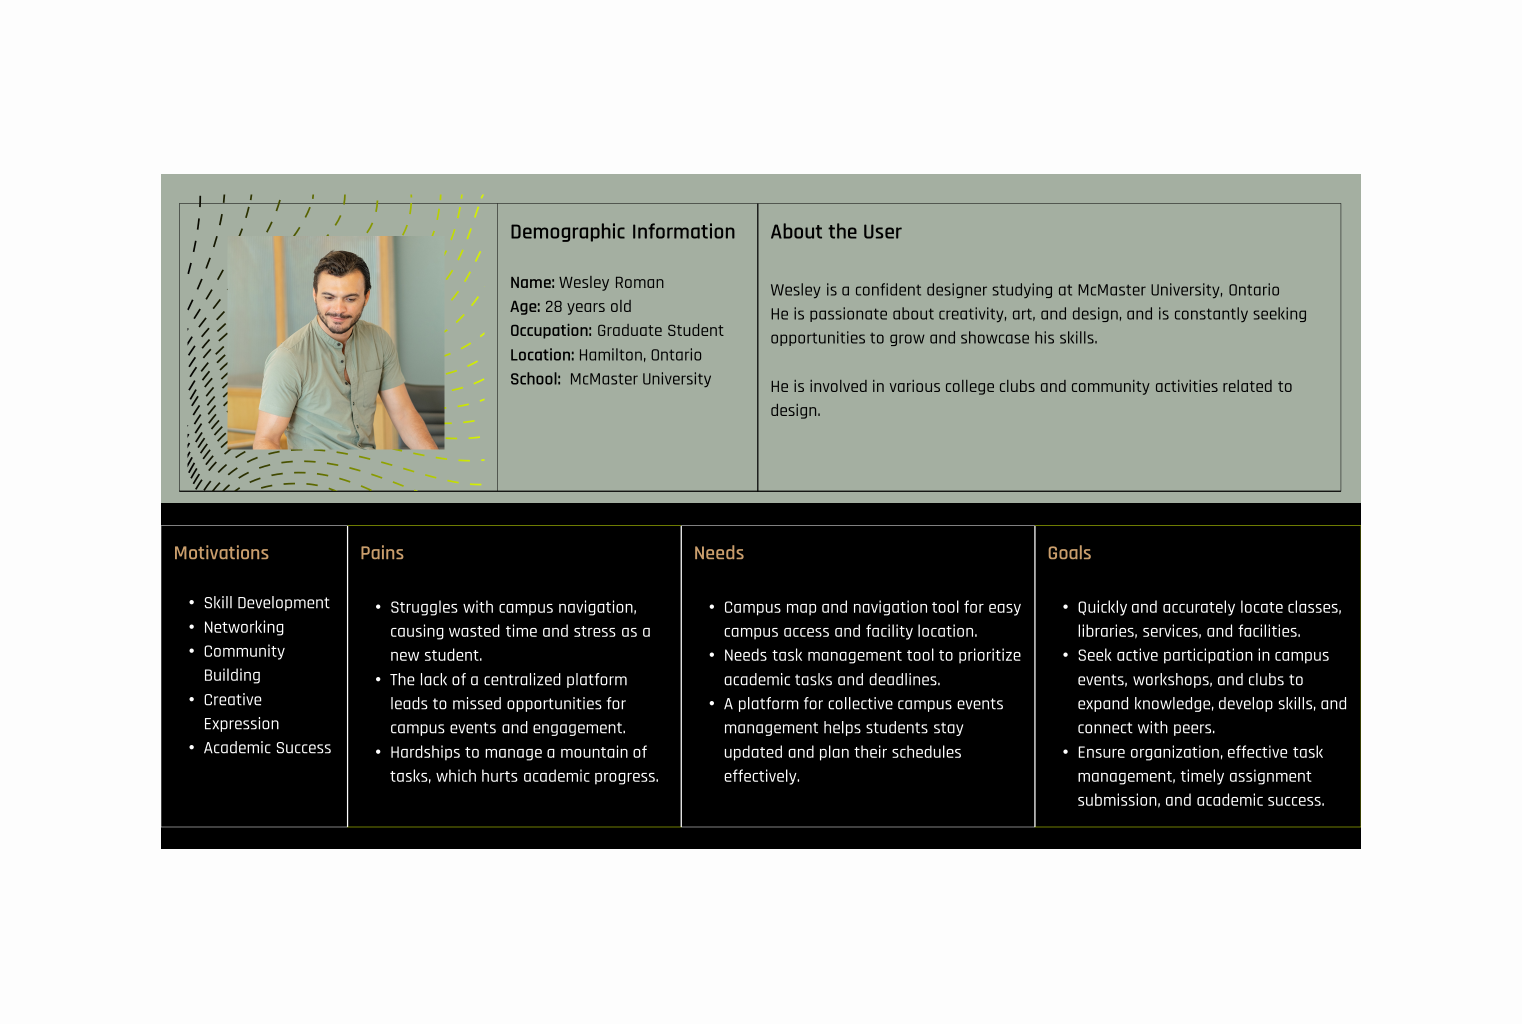 Demographic Information
Name: Wesley Roman
Age: 28 years old
Occupation: Graduate Student
Location: Hamilton, Ontario
School: McMaster University
About the User
Wesley is a confident designer studying at McMaster University, Ontario
He is passionate about creativity, art, and design, and is constantly seeking
opportunities to grow and showcase his skills.
He is involved in various college clubs and community activities related to
design.
Motivations
• Skill Development
• Networking
• Community
Building
• Creative
Expression
• Academic Success
Pains
• Struggles with campus navigation,
causing wasted time and stress as a
new student.
• The lack of a centralized platform
leads to missed opportunities for
campus events and engagement.
• Hardships to manage a mountain of
tasks, which hurts academic progress.
Needs
• Campus map and navigation tool for easy
campus access and facility location.
• Needs task management tool to prioritize
academic tasks and deadlines.
• A platform for collective campus events
management helps students stay
updated and plan their schedules
effectively.
Goals
• Quickly and accurately locate classes,
libraries, services, and facilities.
• Seek active participation in campus
events, workshops, and clubs to
expand knowledge, develop skills, and
connect with peers.
• Ensure organization, effective task
management, timely assignment
submission, and academic success.